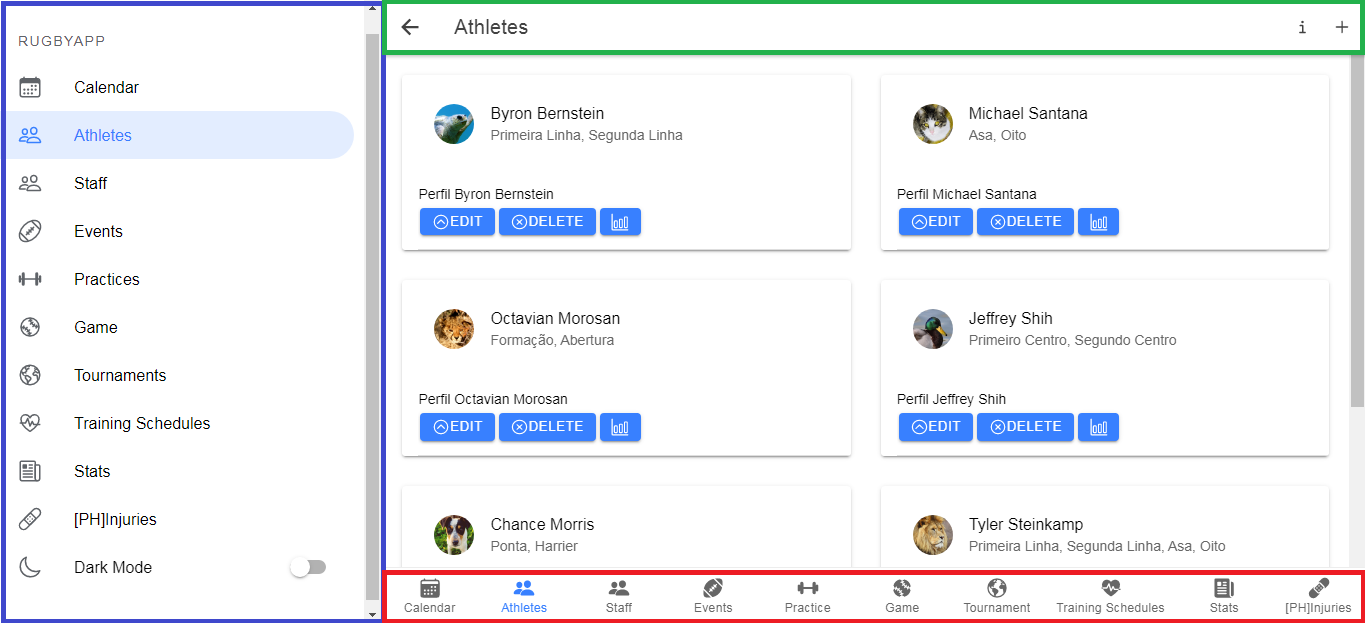 RUGBYAPP
Calendar
Athletes
Staff
Events
Practices
Game
Tournaments
Training Schedules
Stats
[PH]Injuries
Dark Mode
Athletes
Byron Bernstein
Primeira Linha, Segunda Linha
Perfil Byron Bernstein
EDIT DELETE
Michael Santana
Asa, Oito
Perfil Michael Santana
EDIT DELETE
Octavian Morosan
Formação, Abertura
Perfil Octavian Morosan
EDIT DELETE
Jeffrey Shih
Primeiro Centro, Segundo Centro
Perfil Jeffrey Shih
EDIT DELETE
Chance Morris
Ponta, Harrier
Tyler Steinkamp
Primeira Linha, Segunda Linha, Asa, Oito
Calendar Athletes Staff Events Practice Game Tournament Training Schedules Stats [PH]Injuries